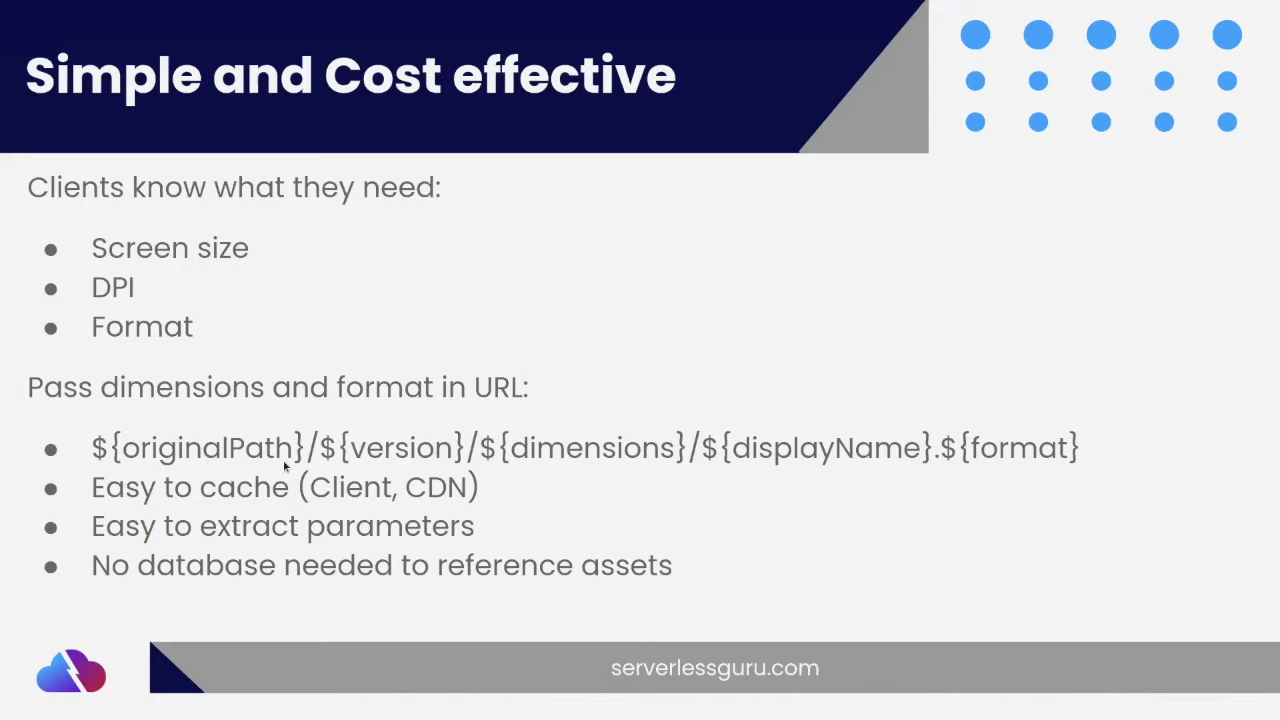 Simple and Cost effective
Clients know what they need:
● Screen size
● DPI
● Format
Pass dimensions and format in URL:
● ${originalPath}/${version}/${dimensions}/${displayName}.${format}
● Easy to cache (Client, CDN)
● Easy to extract parameters
● No database needed to reference assets
serverlessguru.com